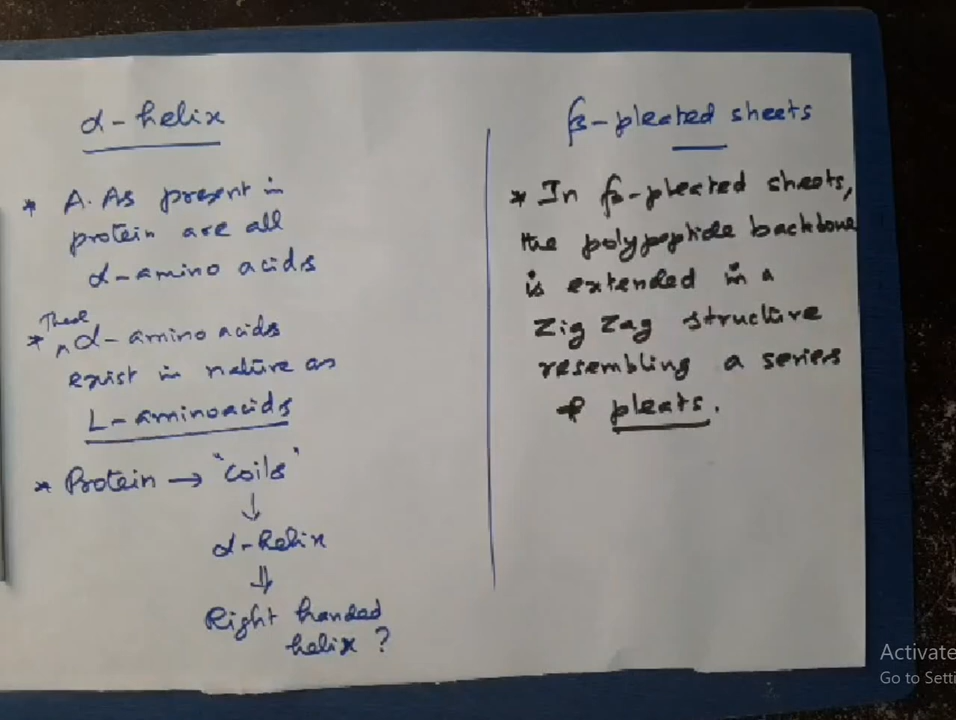 α-helix
* A.As present in
protein are all
α-amino acids
These
* ^ α-amino acids
exist in nature as
L-aminoacids
* Protein → "coils"
↓
α-helix
⇓
Right handed
helix ?
β-pleated sheets
* In β-pleated sheets,
the polypeptide backbone
is extended in a
Zig Zag structure
resembling a series
of pleats.
Activate
Go to Setti